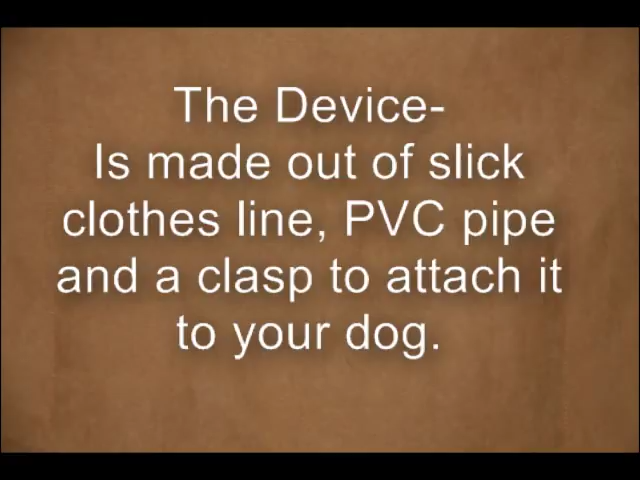 The Device-
Is made out of slick
clothes line, PVC pipe
and a clasp to attach it
to your dog.